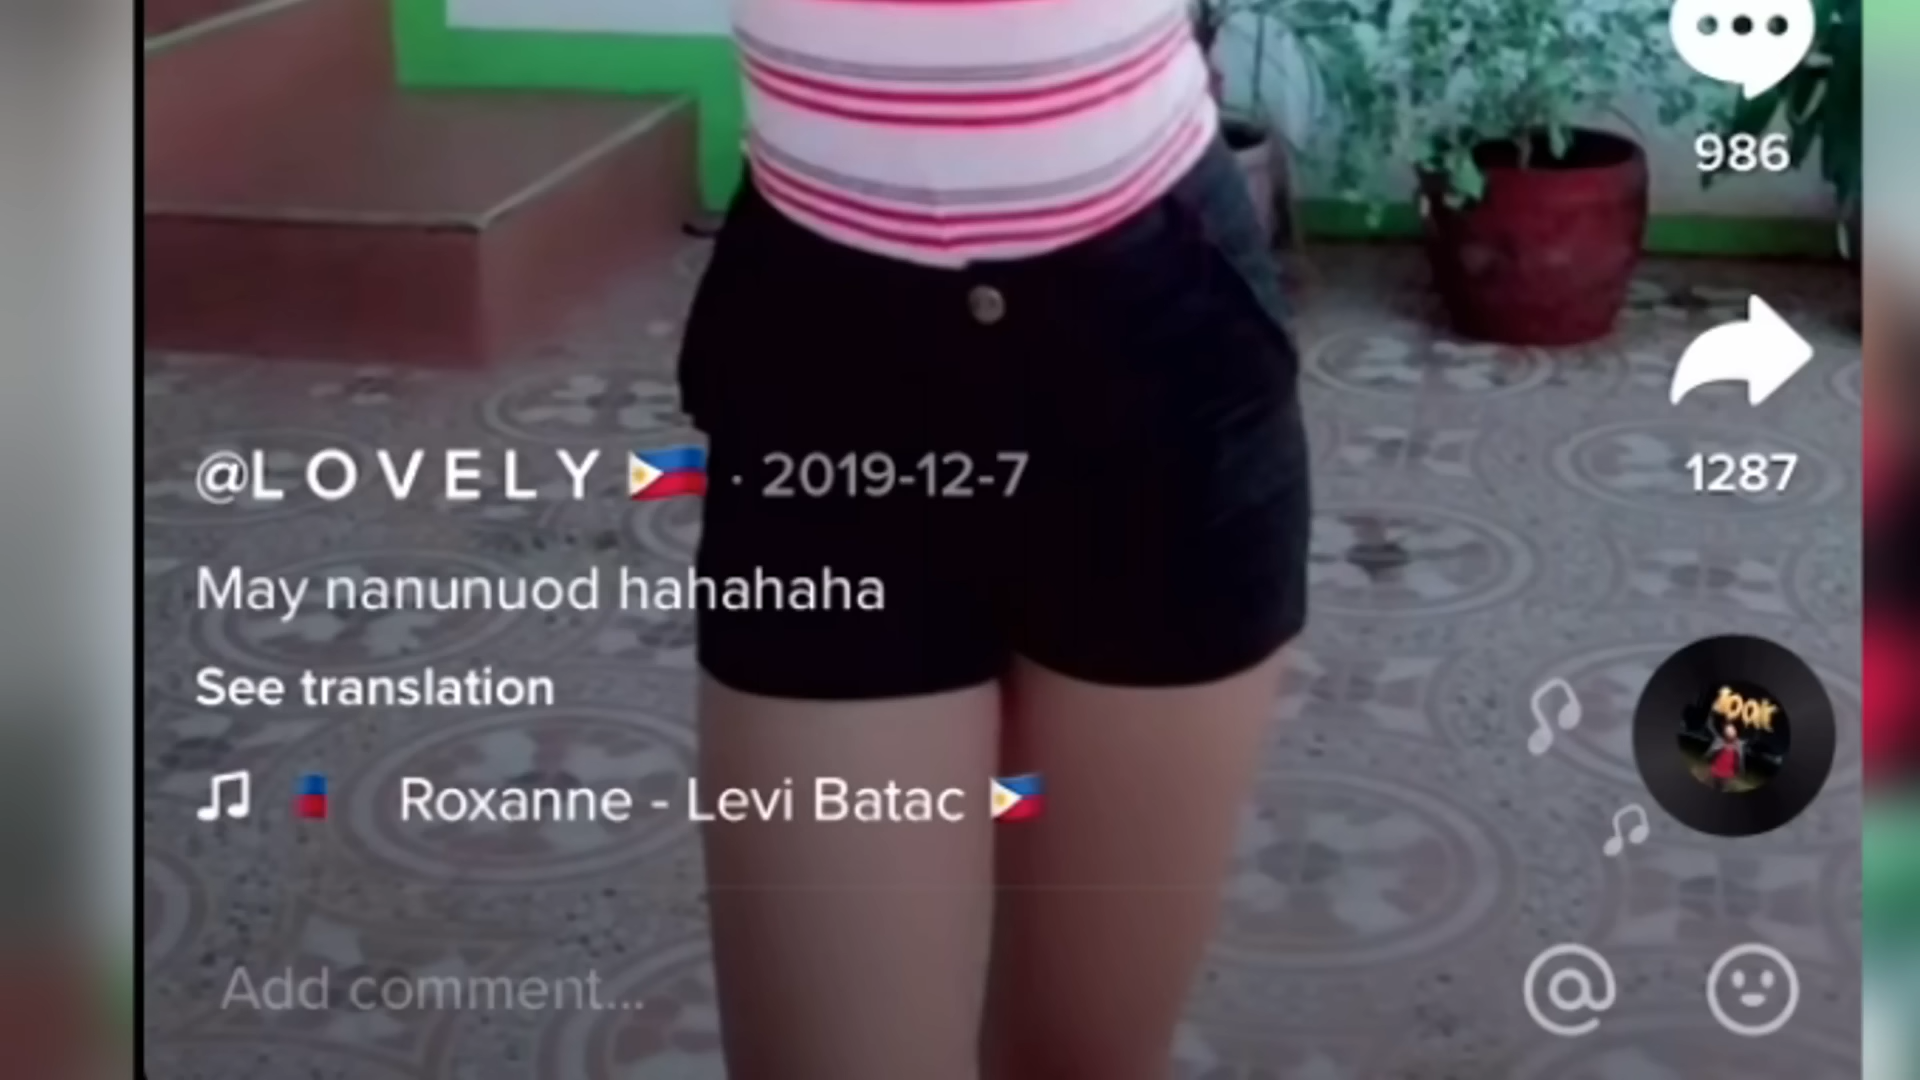 986
1287
@L O V E L Y 🇵🇭 · 2019-12-7
May nanunuod hahahaha
See translation
Roxanne - Levi Batac 🇵🇭
Add comment...